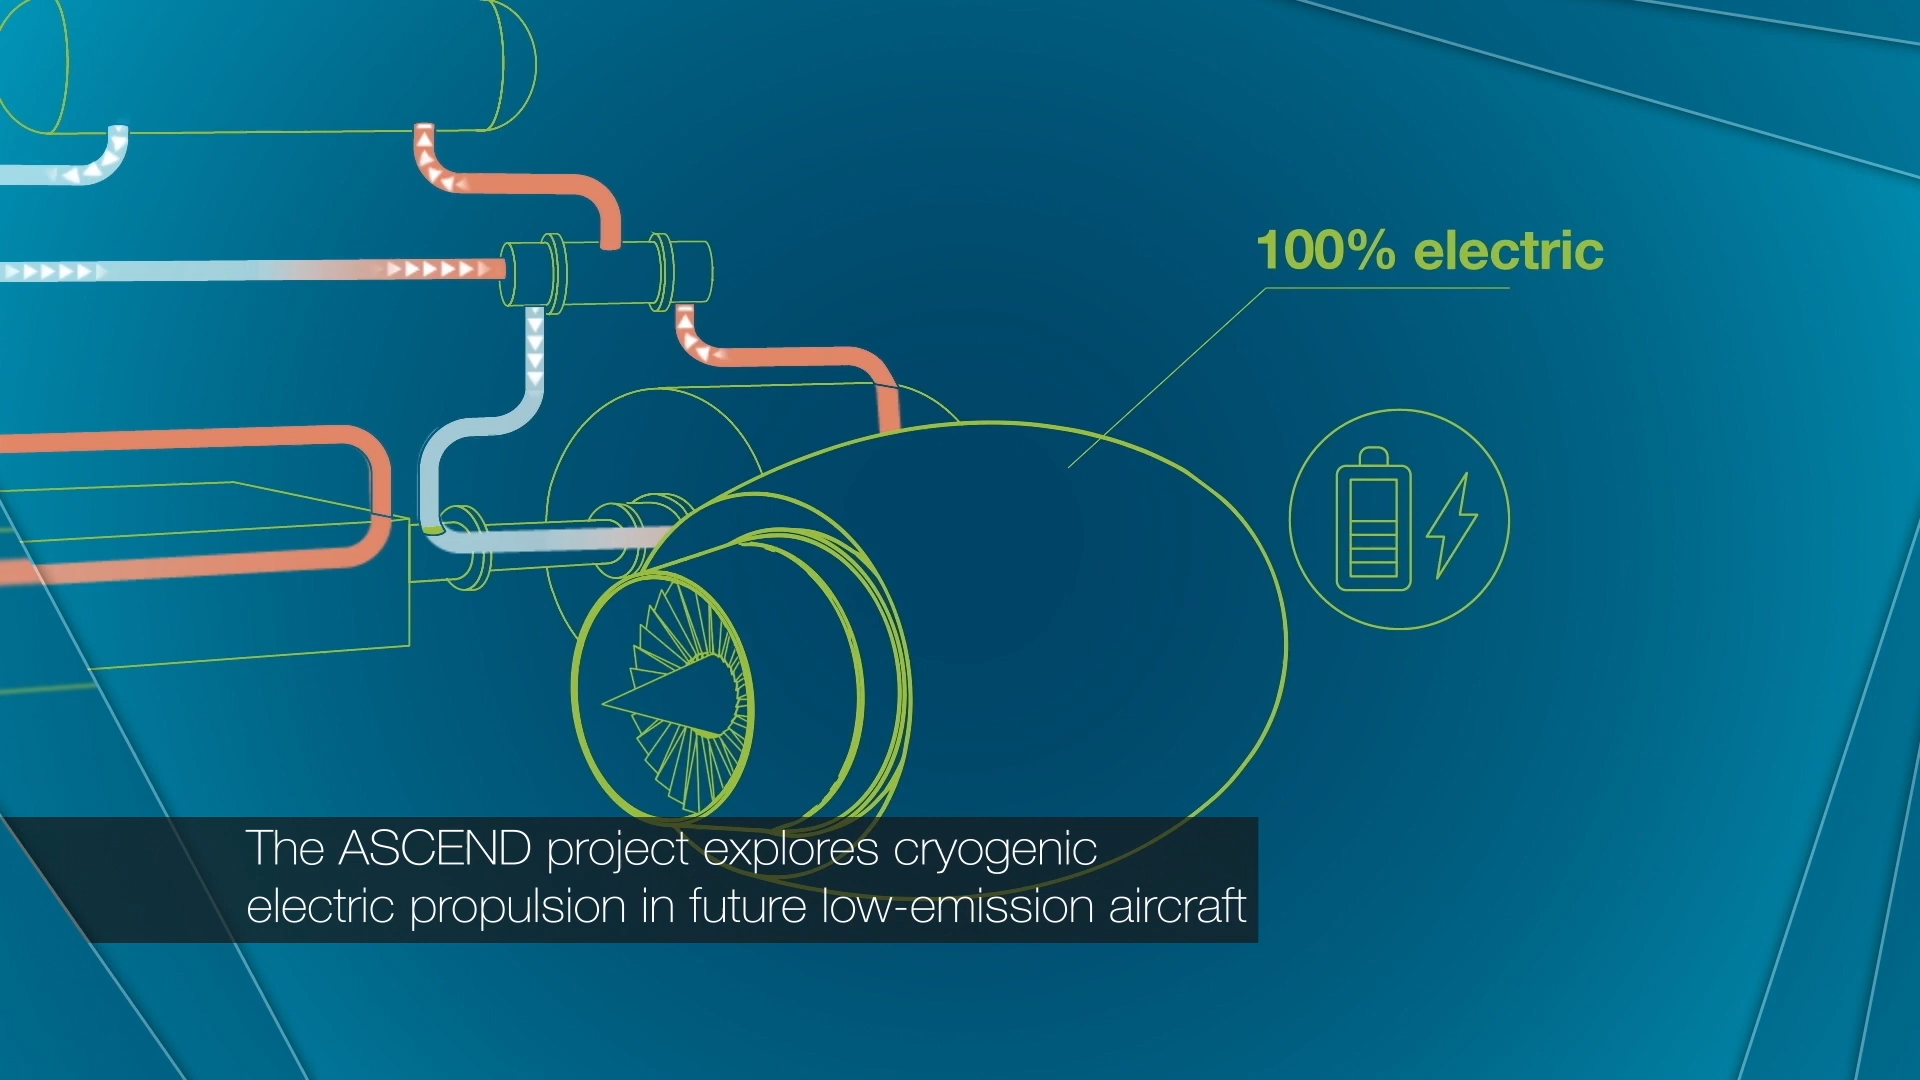 100% electric
The ASCEND project explores cryogenic
electric propulsion in future low-emission aircraft